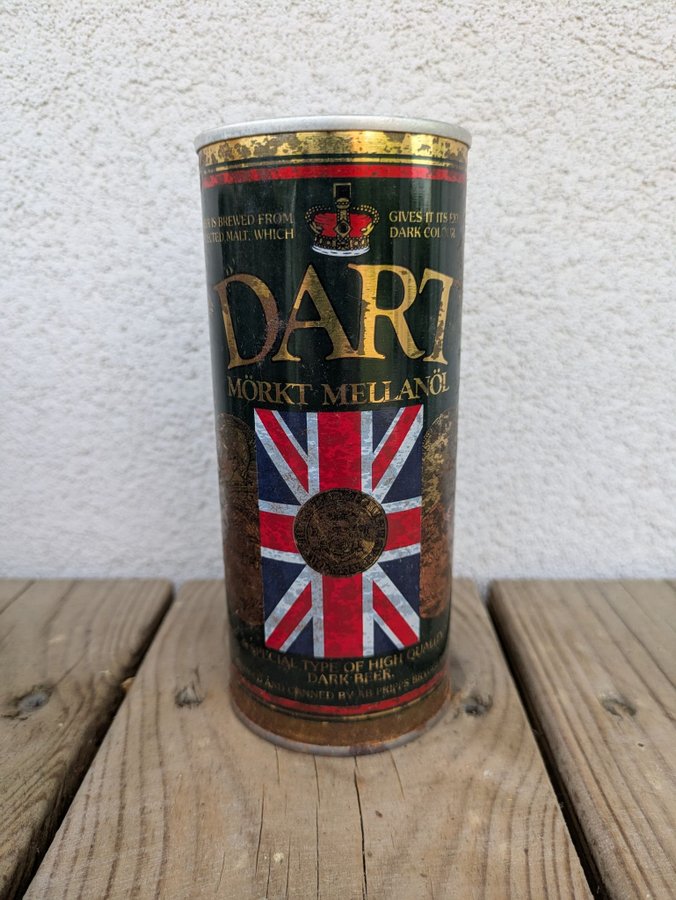 IS BREWED FROM
MALT, WHICH
GIVES IT ITS
DARK COLOUR.
DART
MÖRKT MELLANÖL
SPECIAL TYPE OF HIGH QUALITY
DARK BEER.
AND CANNED BY AB PRIPPS